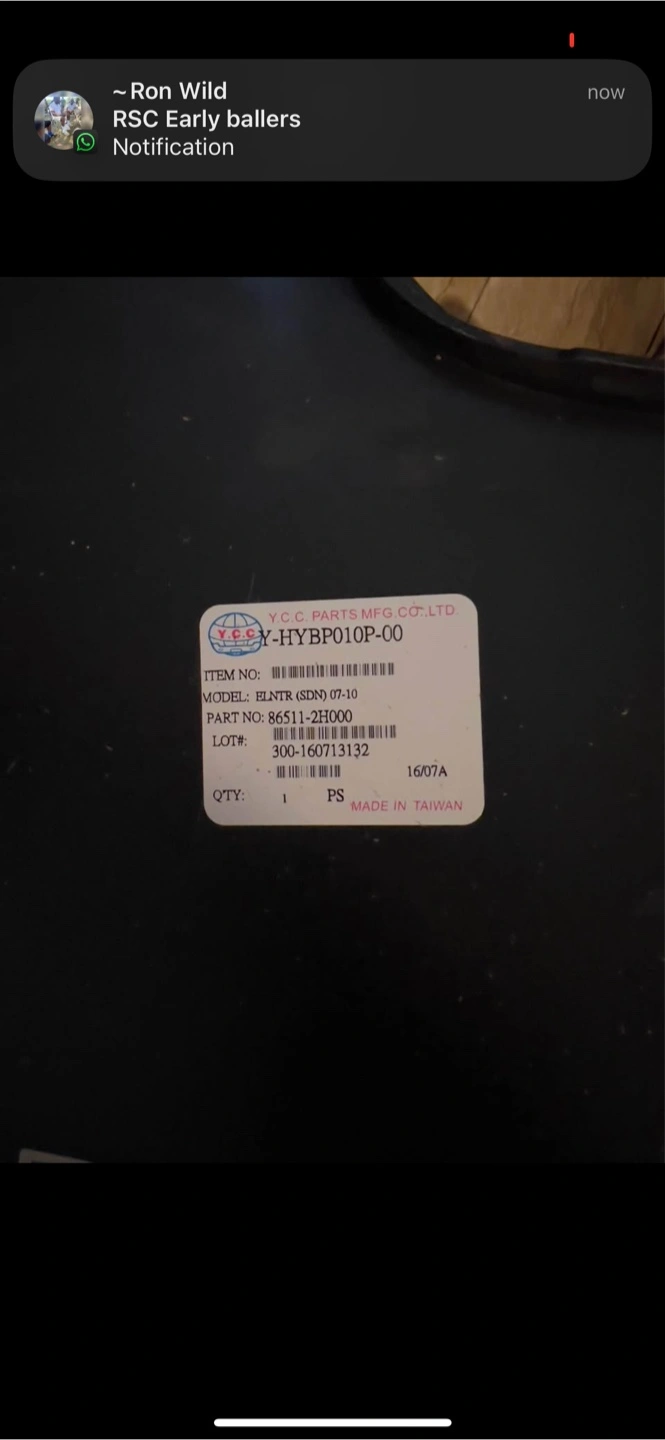 ~Ron Wild
now
RSC Early ballers
Notification
Y.C.C. PARTS MFG.CO.,LTD.
Y.C.C
Y-HYBP010P-00
ITEM NO:
MODEL: ELNTR (SDN) 07-10
PART NO: 86511-2H000
LOT#:
300-160713132
16/07A
QTY: 1 PS
MADE IN TAIWAN